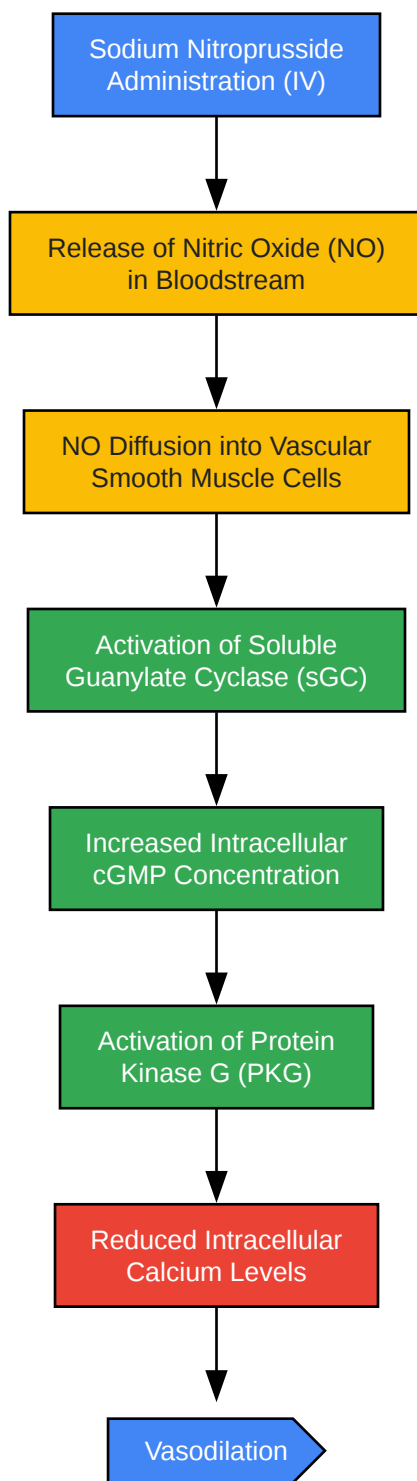 Sodium Nitroprusside
Administration (IV)
Release of Nitric Oxide (NO)
in Bloodstream
NO Diffusion into Vascular
Smooth Muscle Cells
Activation of Soluble
Guanylate Cyclase (sGC)
Increased Intracellular
cGMP Concentration
Activation of Protein
Kinase G (PKG)
Reduced Intracellular
Calcium Levels
Vasodilation